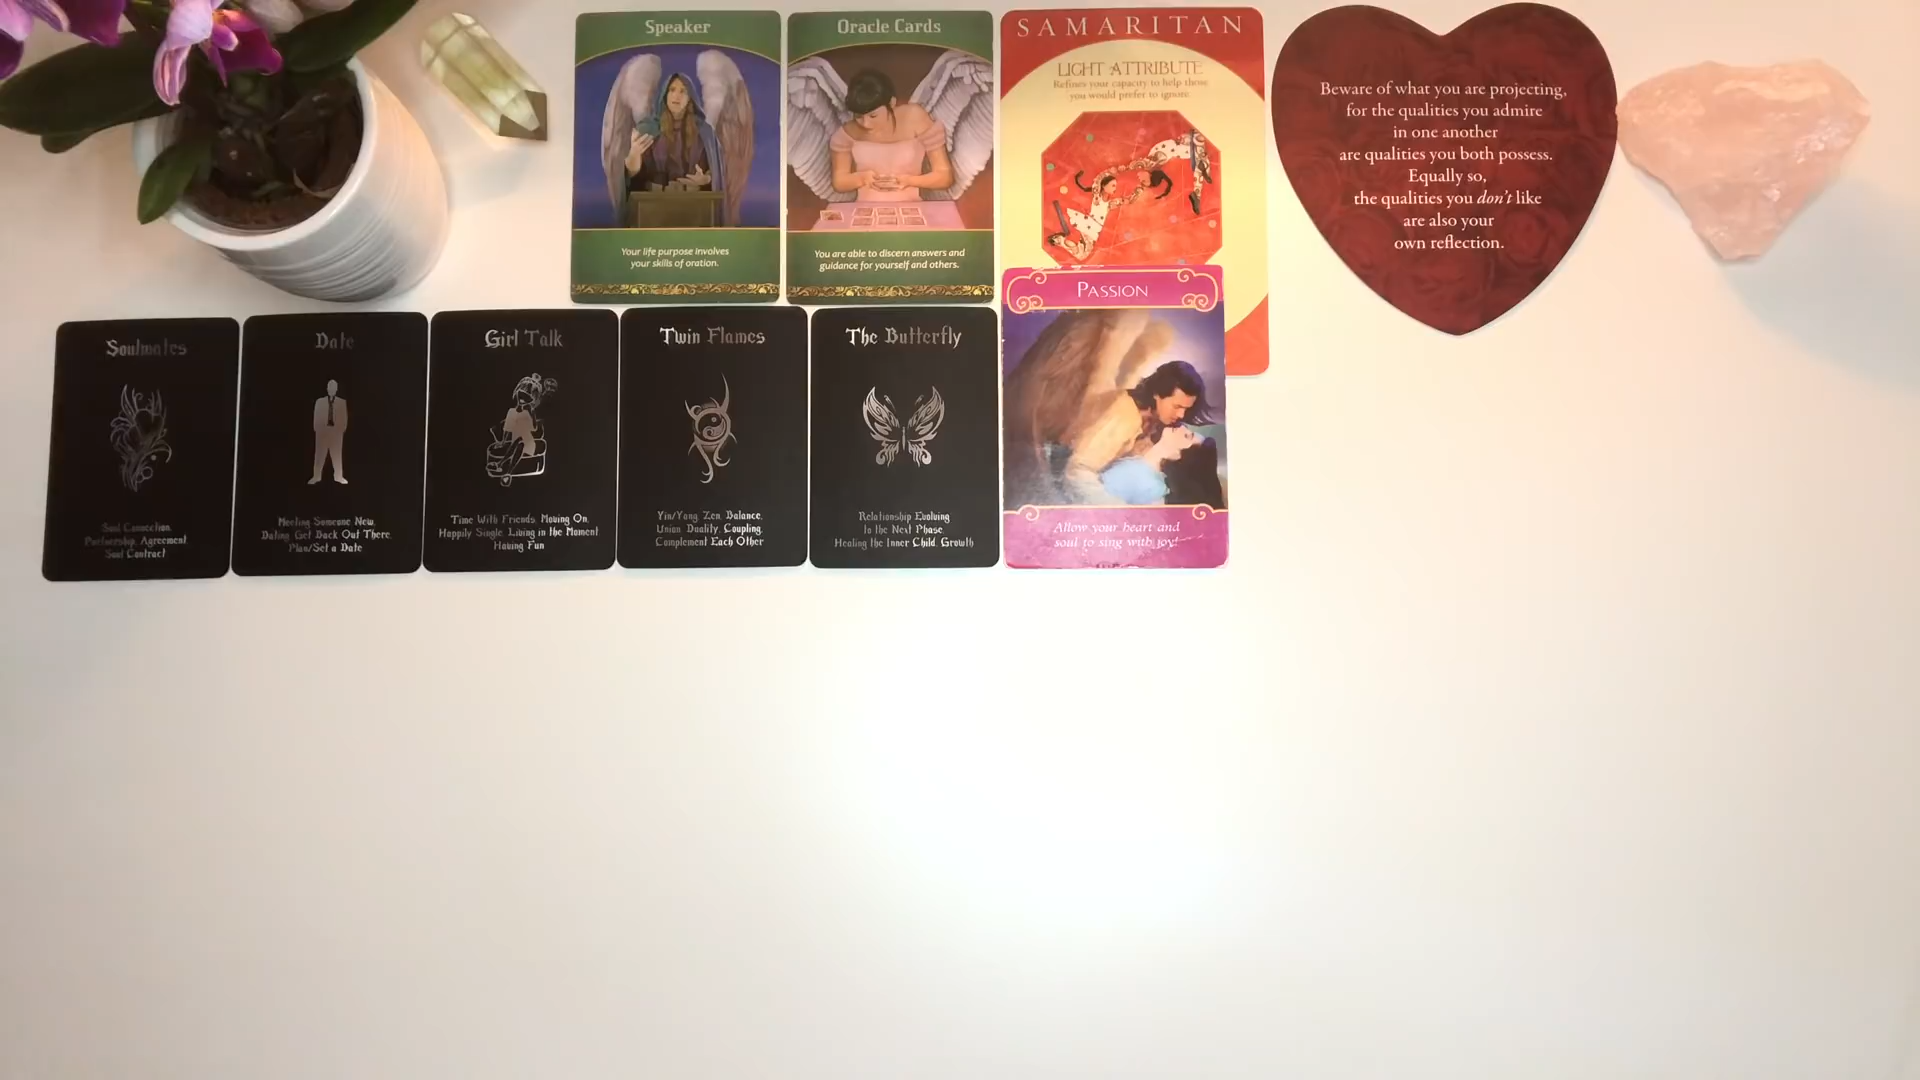 Speaker
Your life purpose involves
your skills of oration.
Oracle Cards
You are able to discern answers and
guidance for yourself and others.
SAMARITAN
LIGHT ATTRIBUTE
Refines your capacity to help those
you would prefer to ignore
Beware of what you are projecting,
for the qualities you admire
in one another
are qualities you both possess.
Equally so,
the qualities you don't like
are also your
own reflection.
Soulmates
Soul Connection,
Partnership, Agreement,
Soul Contract
Date
Meeting Someone New,
Dating, Get Back Out There,
Plan/Set a Date
Girl Talk
Time With Friends, Moving On,
Happily Single, Living in the Moment
Having Fun
Twin Flames
Yin/Yang, Zen, Balance,
Union, Duality, Coupling,
Complement Each Other
The Butterfly
Relationship Evolving
to the Next Phase,
Healing the Inner Child, Growth
PASSION
Allow your heart and
soul to sing with joy!